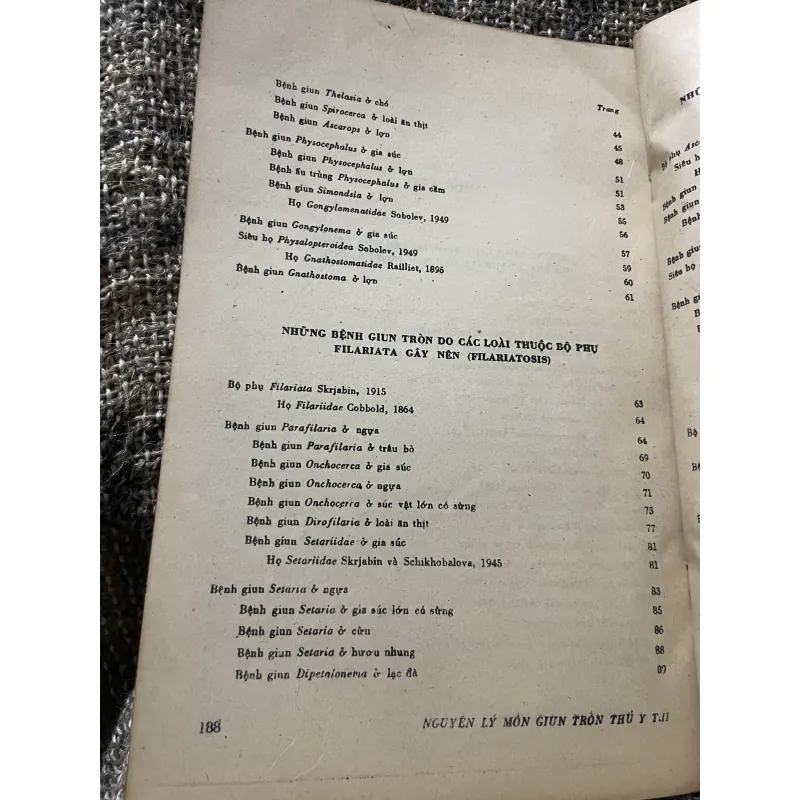 Trang
Bệnh giun Thelazia ở chó 44
Bệnh giun Spirocerca ở loài ăn thịt 45
Bệnh giun Ascarops ở lợn 48
Bệnh giun Physocephalus ở gia súc 51
Bệnh giun Physocephalus ở lợn 51
Bệnh ấu trùng Physocephalus ở gia cầm 53
Bệnh giun Simondsia ở lợn 55
Họ Gongylomenatidae Sobolev, 1949 56
Bệnh giun Gongylonema ở gia súc 57
Siêu họ Physalopteroidea Sobolev, 1949 59
Họ Gnathostomatidae Railliet, 1895 60
Bệnh giun Gnathostoma ở lợn 61
NHỮNG BỆNH GIUN TRÒN DO CÁC LOÀI THUỘC BỘ PHỤ
FILARIATA GÂY NÊN (FILARIATOSIS)
Bộ phụ Filariata Skrjabin, 1915 63
Họ Filariidae Cobbold, 1864 64
Bệnh giun Parafilaria ở ngựa 64
Bệnh giun Parafilaria ở trâu bò 69
Bệnh giun Onchocerca ở gia súc 70
Bệnh giun Onchocerca ở ngựa 71
Bệnh giun Onchocerca ở súc vật lớn có sừng 75
Bệnh giun Dirofilaria ở loài ăn thịt 77
Bệnh giun Setariidae ở gia súc 81
Họ Setariidae Skrjabin và Schikhobalova, 1945 81
Bệnh giun Setaria ở ngựa 83
Bệnh giun Setaria ở gia súc lớn có sừng 85
Bệnh giun Setaria ở cừu 86
Bệnh giun Setaria ở hươu nhung 88
Bệnh giun Dipetalonema ở lạc đà 89
188 NGUYÊN LÝ MÔN GIUN TRÒN THÚ Y T.II